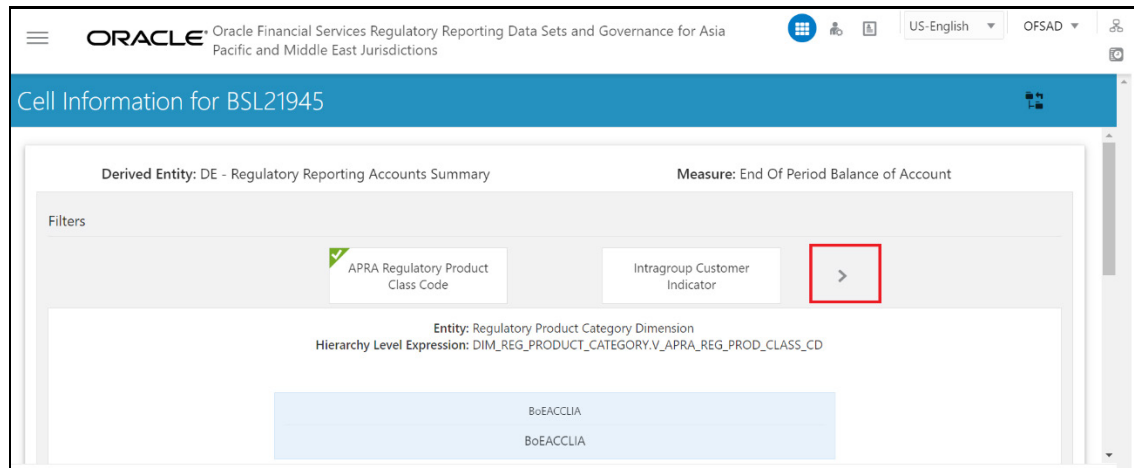 ORACLE® Oracle Financial Services Regulatory Reporting Data Sets and Governance for Asia
Pacific and Middle East Jurisdictions
US-English
OFSAD
Cell Information for BSL21945
Derived Entity: DE - Regulatory Reporting Accounts Summary
Measure: End Of Period Balance of Account
Filters
APRA Regulatory Product
Class Code
Intragroup Customer
Indicator
Entity: Regulatory Product Category Dimension
Hierarchy Level Expression: DIM_REG_PRODUCT_CATEGORY.V_APRA_REG_PROD_CLASS_CD
BoEACCLIA
BoEACCLIA